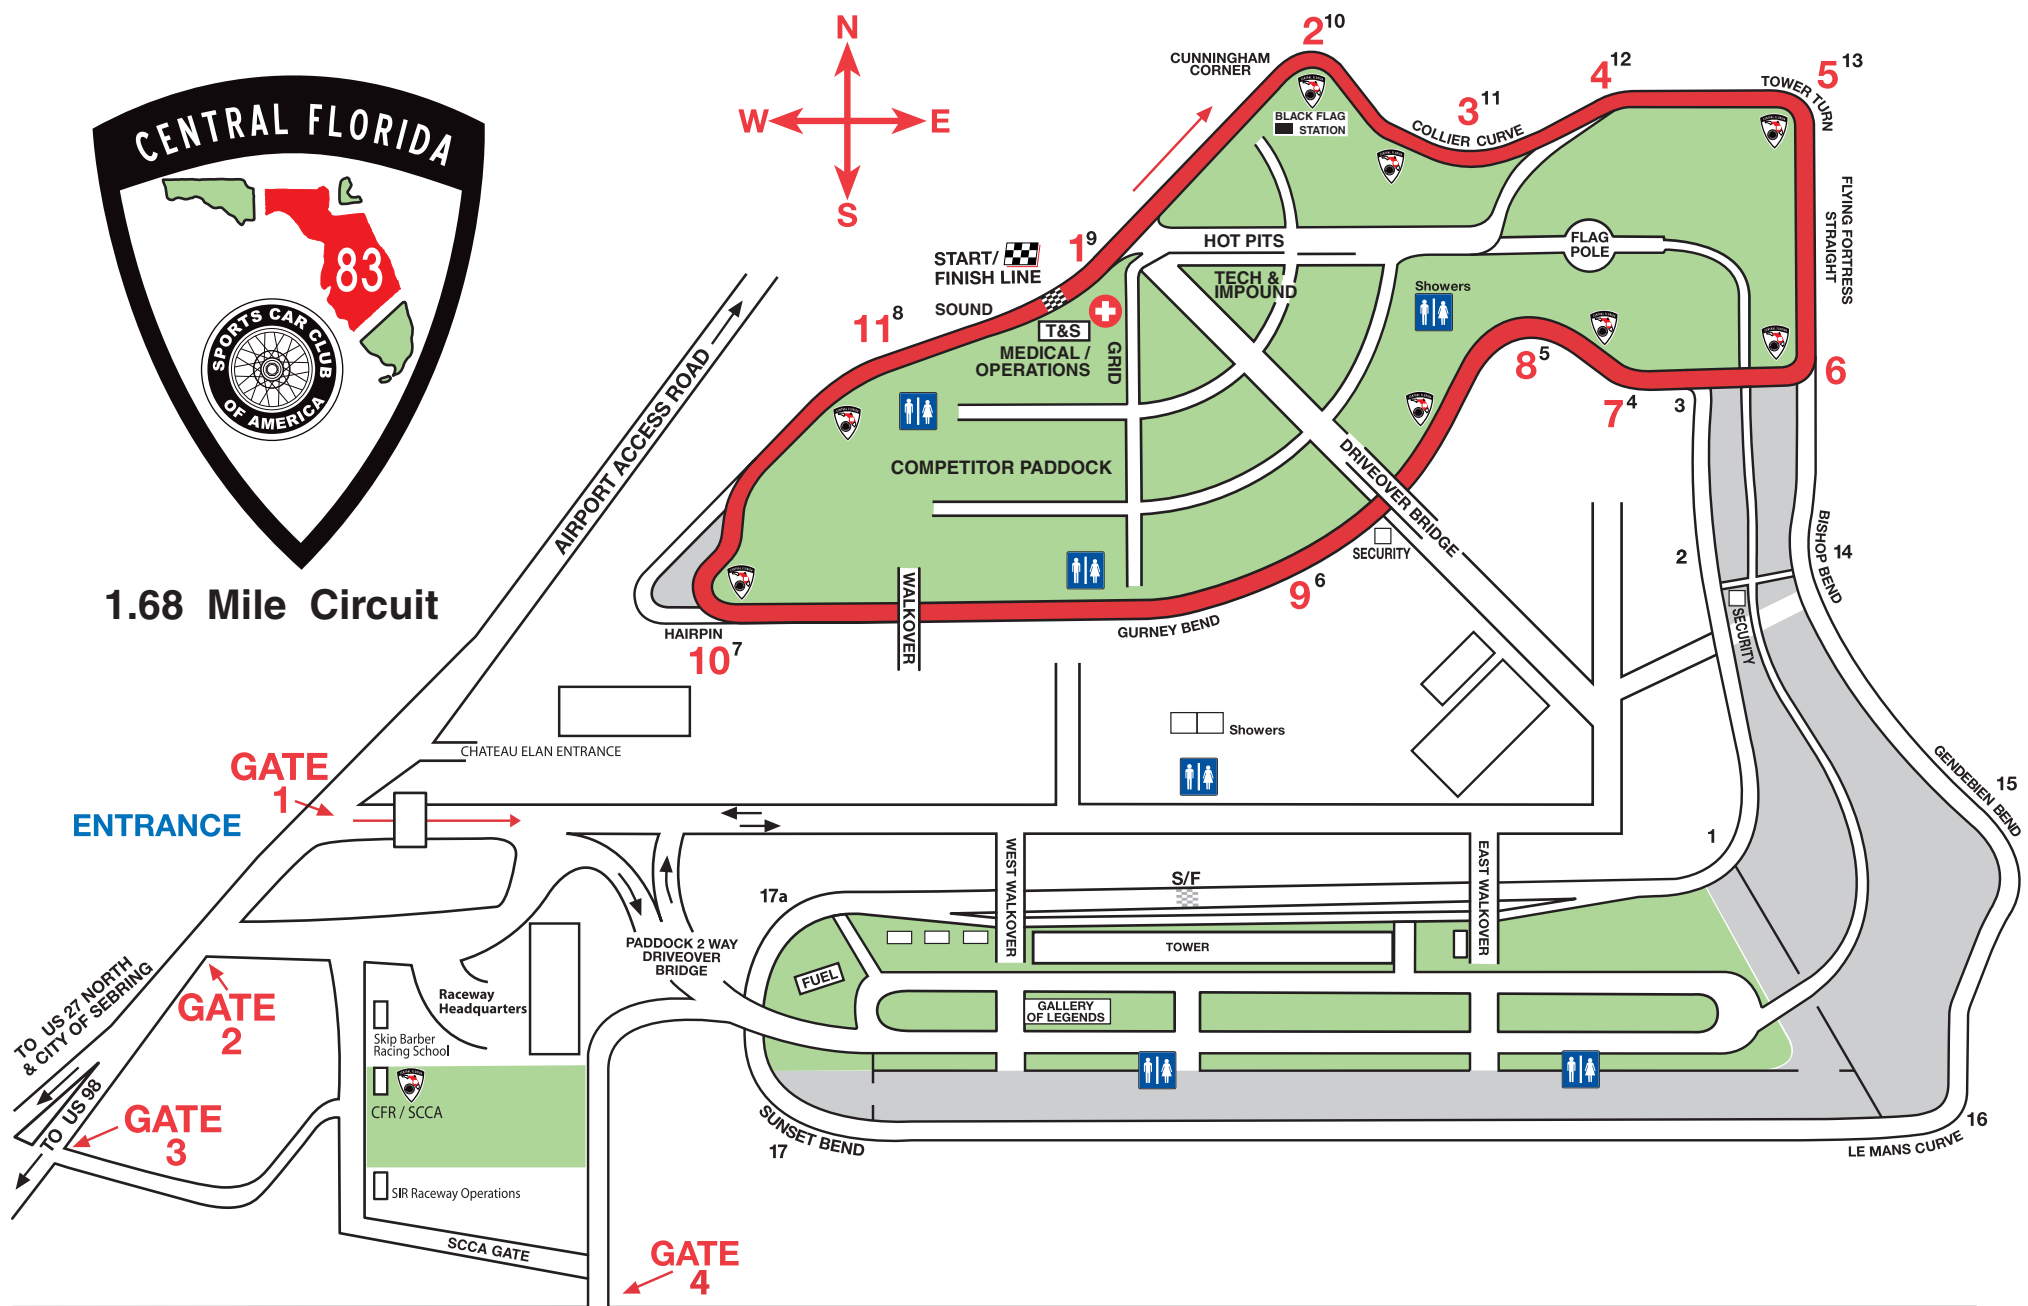 CENTRAL FLORIDA
83
SPORTS CAR CLUB
OF AMERICA
1.68 Mile Circuit
N
W
E
S
CUNNINGHAM
CORNER
2 10
BLACK FLAG
STATION
3 11
COLLIER CURVE
4 12
5 13
TOWER TURN
FLYING FORTRESS
STRAIGHT
1 9
START/
FINISH LINE
SOUND
11 8
T&S
MEDICAL /
OPERATIONS
GRID
HOT PITS
TECH &
IMPOUND
FLAG
POLE
Showers
8 5
7 4
3
6
COMPETITOR PADDOCK
DRIVEOVER BRIDGE
SECURITY
9 6
GURNEY BEND
WALKOVER
HAIRPIN
10 7
AIRPORT ACCESS ROAD
2
BISHOP BEND
14
SECURITY
CHATEAU ELAN ENTRANCE
Showers
GATE
1
ENTRANCE
GENDEBIEN BEND
15
1
WEST WALKOVER
EAST WALKOVER
S/F
17a
TOWER
FUEL
GALLERY
OF LEGENDS
PADDOCK 2 WAY
DRIVEOVER
BRIDGE
Raceway
Headquarters
Skip Barber
Racing School
CFR / SCCA
SIR Raceway Operations
SCCA GATE
TO US 27 NORTH
& CITY OF SEBRING
GATE
2
TO US 98
GATE
3
GATE
4
SUNSET BEND
17
16
LE MANS CURVE